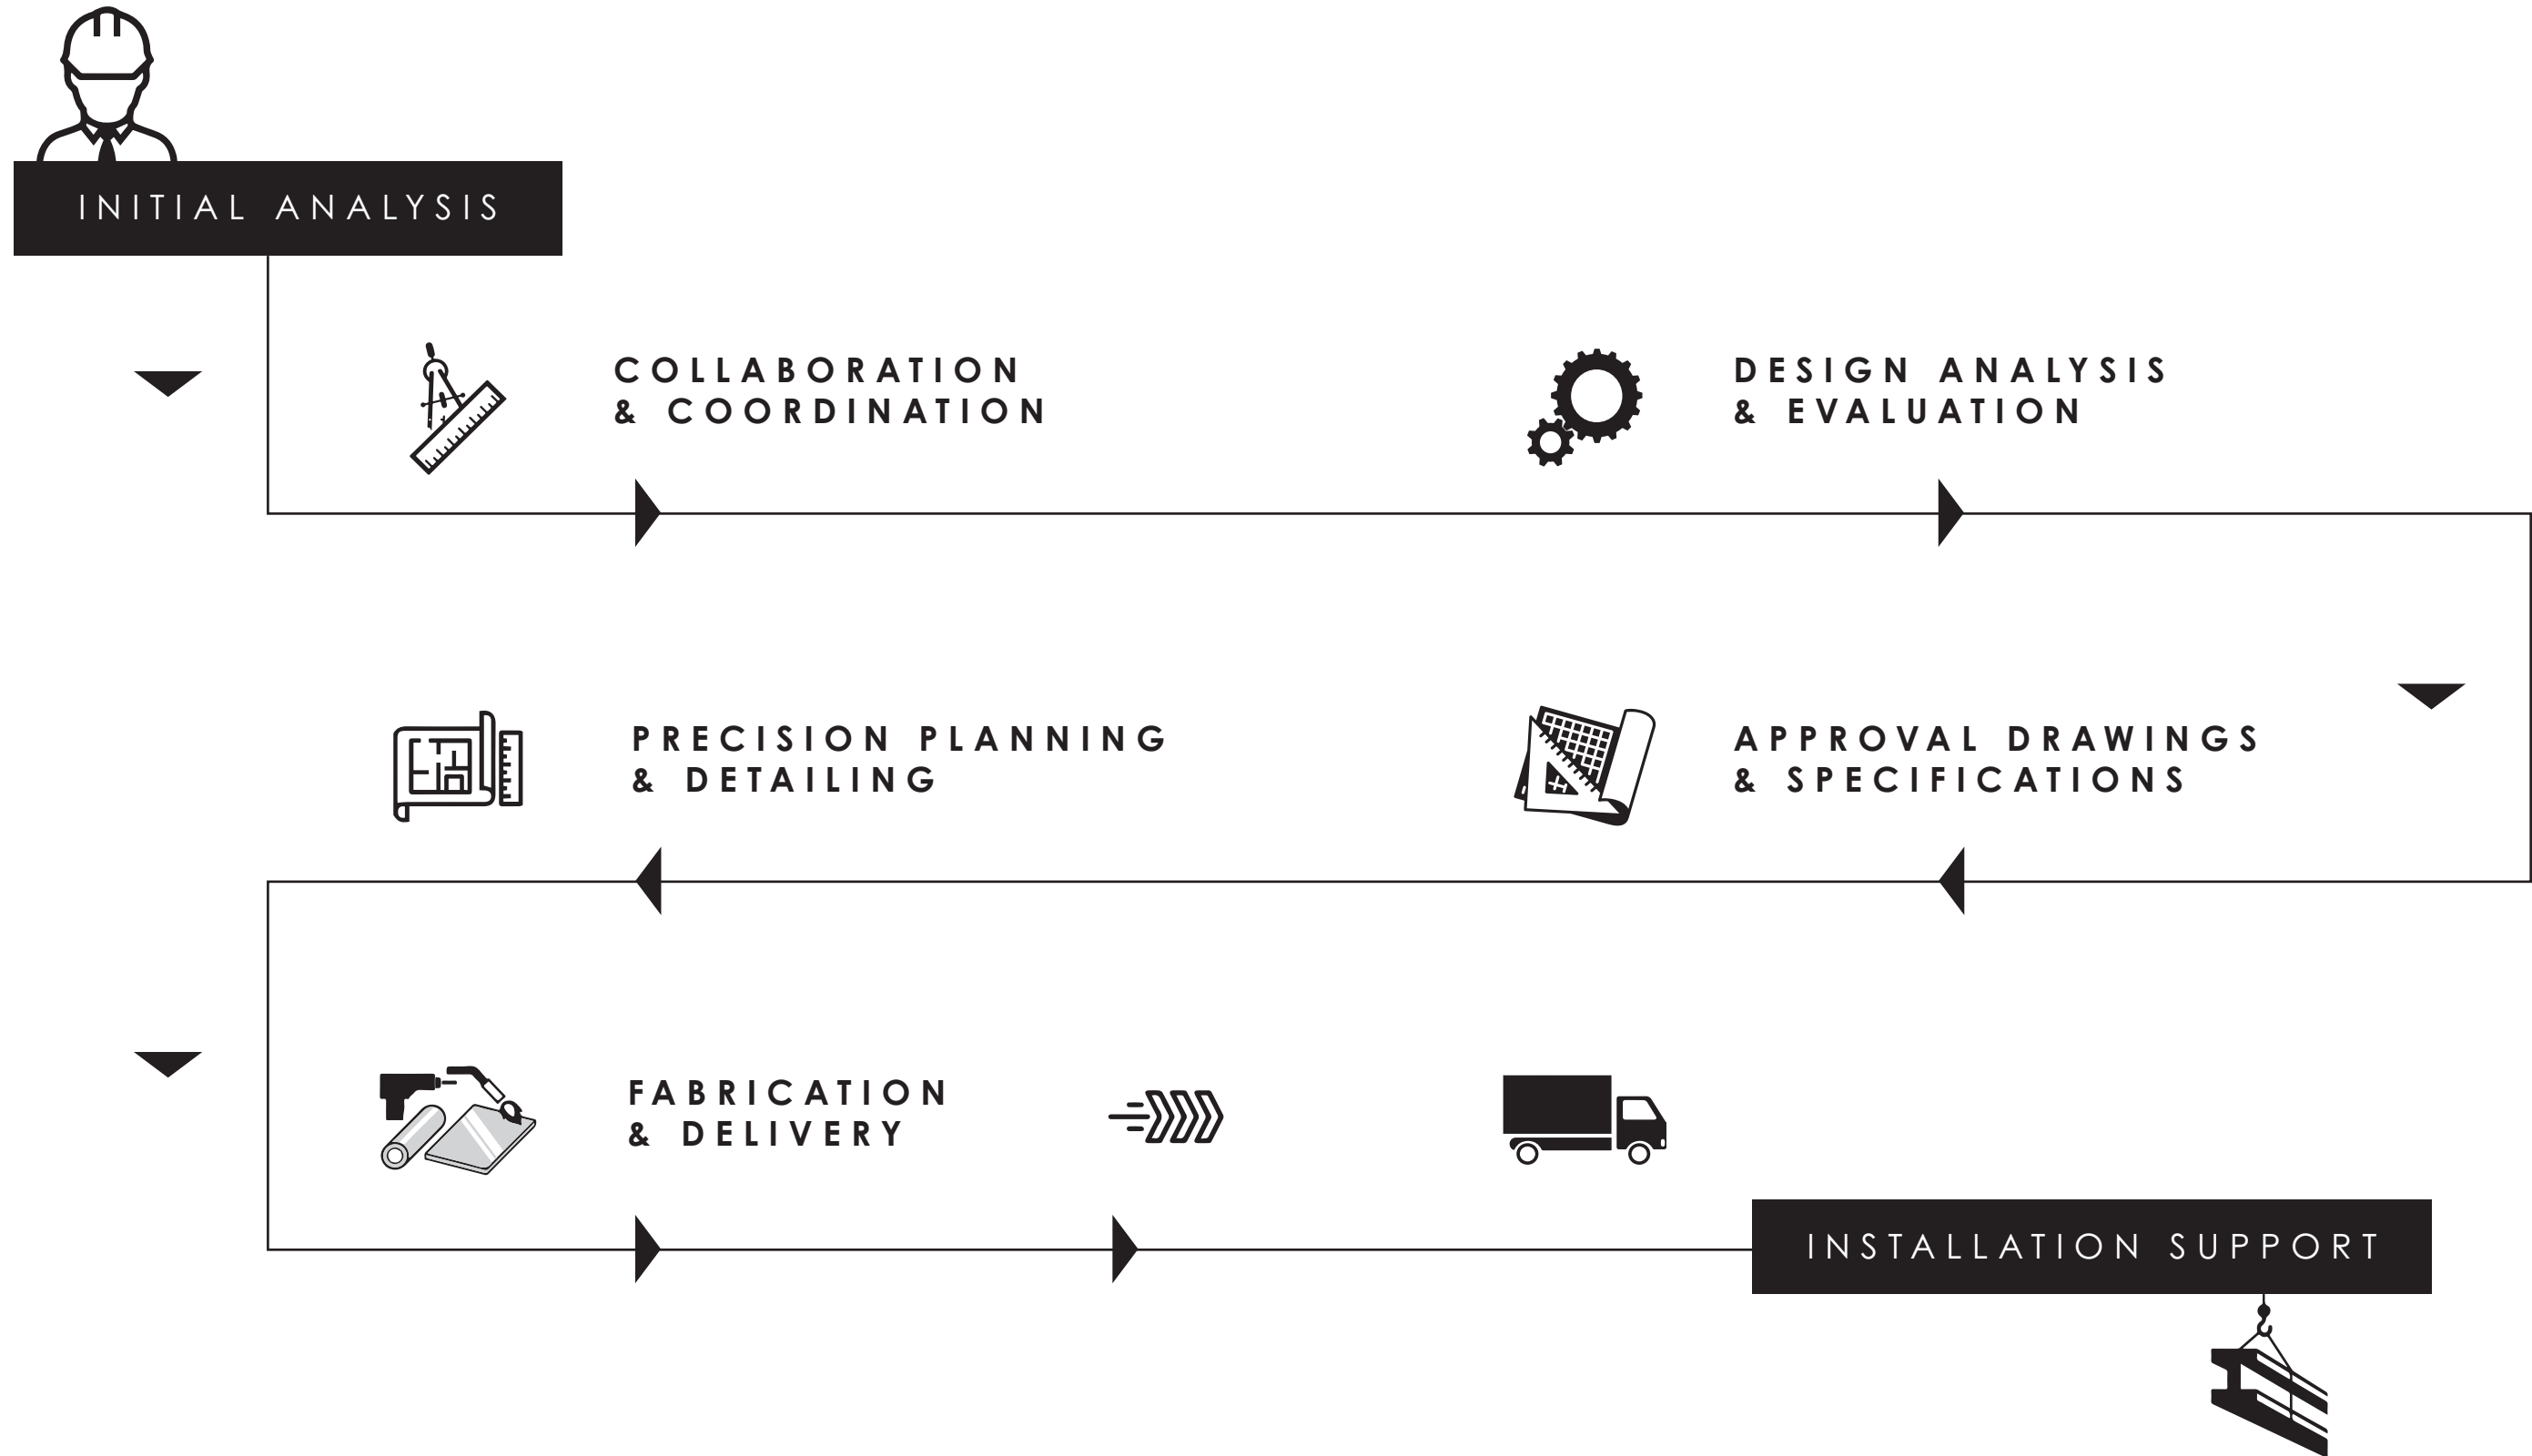 INITIAL ANALYSIS
COLLABORATION
& COORDINATION
DESIGN ANALYSIS
& EVALUATION
PRECISION PLANNING
& DETAILING
APPROVAL DRAWINGS
& SPECIFICATIONS
FABRICATION
& DELIVERY
INSTALLATION SUPPORT